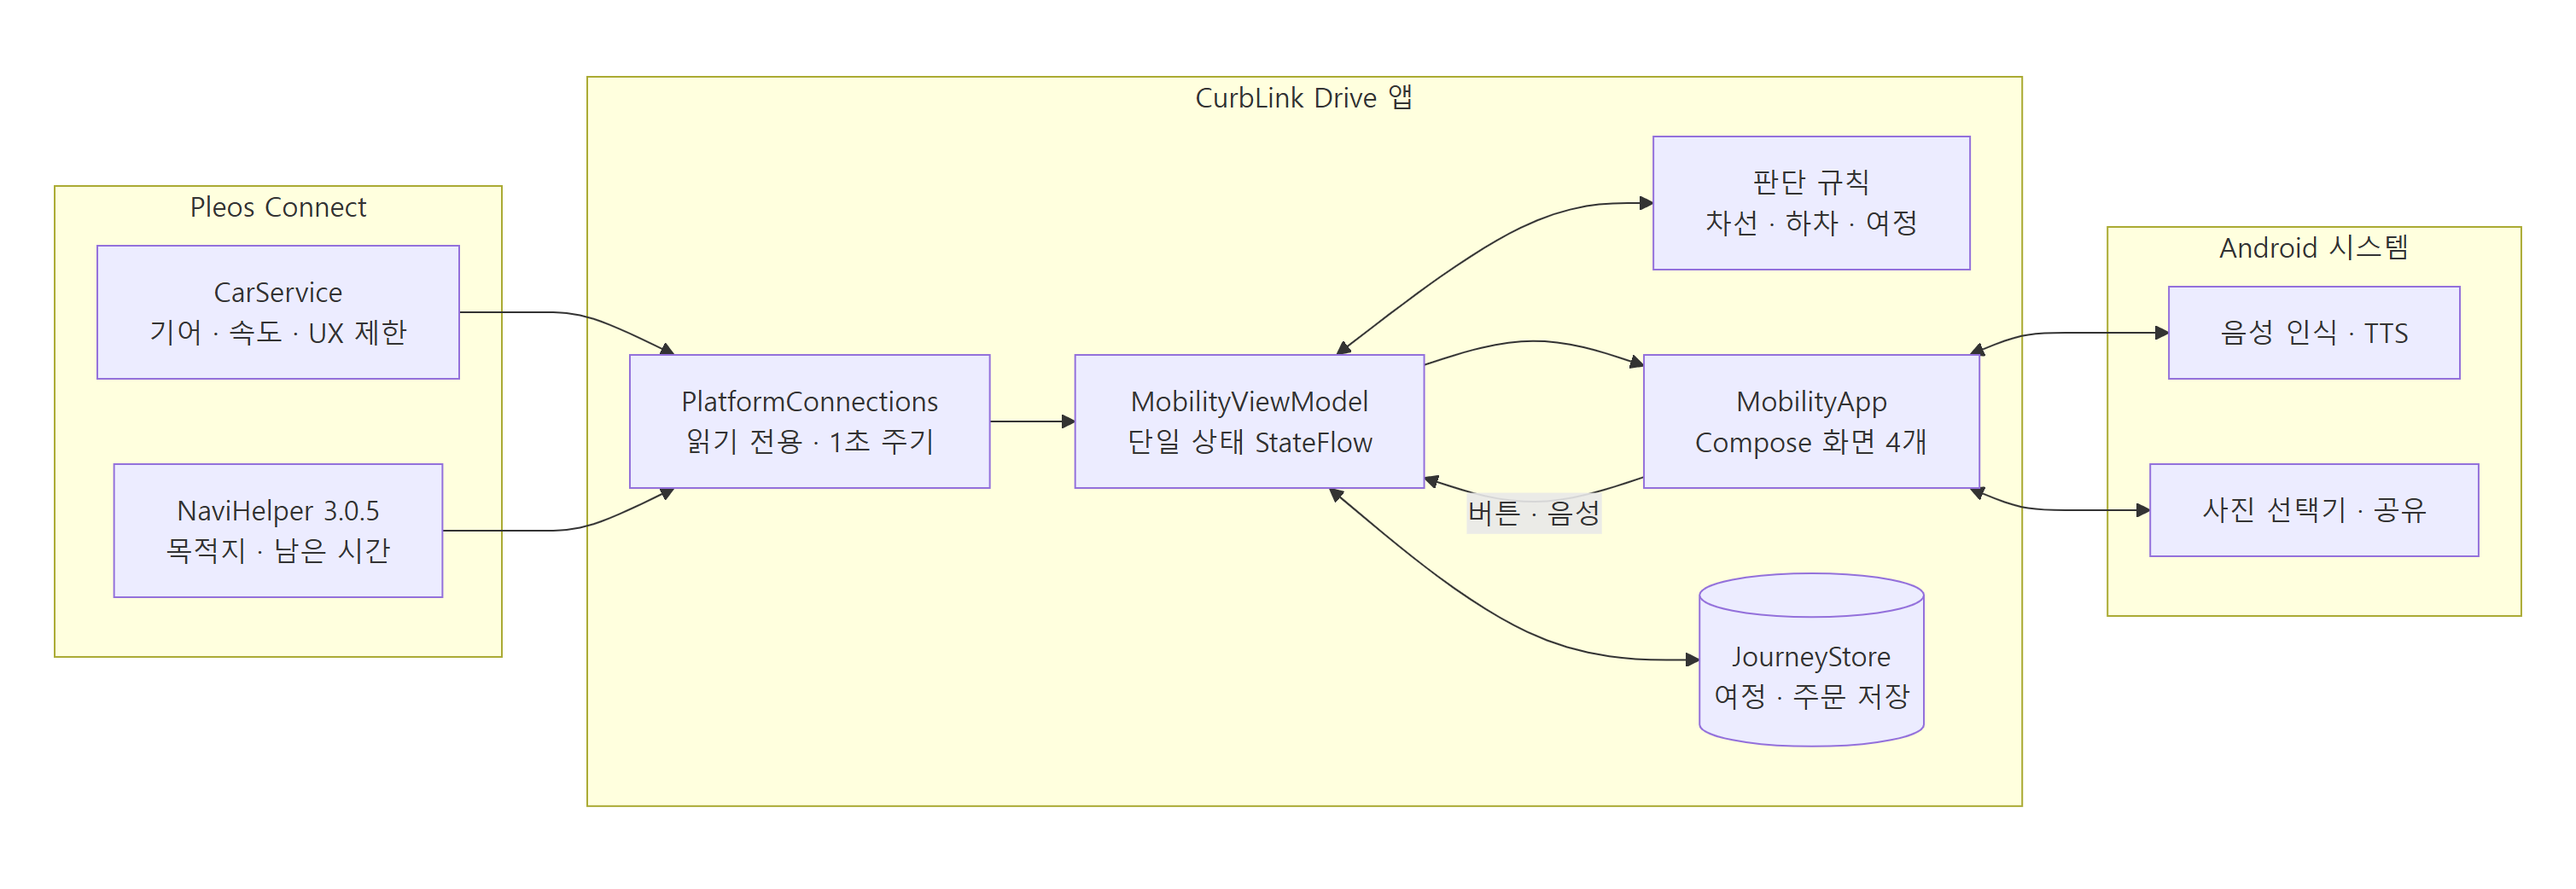 Pleos Connect
CarService
기어 · 속도 · UX 제한
NaviHelper 3.0.5
목적지 · 남은 시간
CurbLink Drive 앱
PlatformConnections
읽기 전용 · 1초 주기
MobilityViewModel
단일 상태 StateFlow
판단 규칙
차선 · 하차 · 여정
MobilityApp
Compose 화면 4개
버튼 · 음성
JourneyStore
여정 · 주문 저장
Android 시스템
음성 인식 · TTS
사진 선택기 · 공유